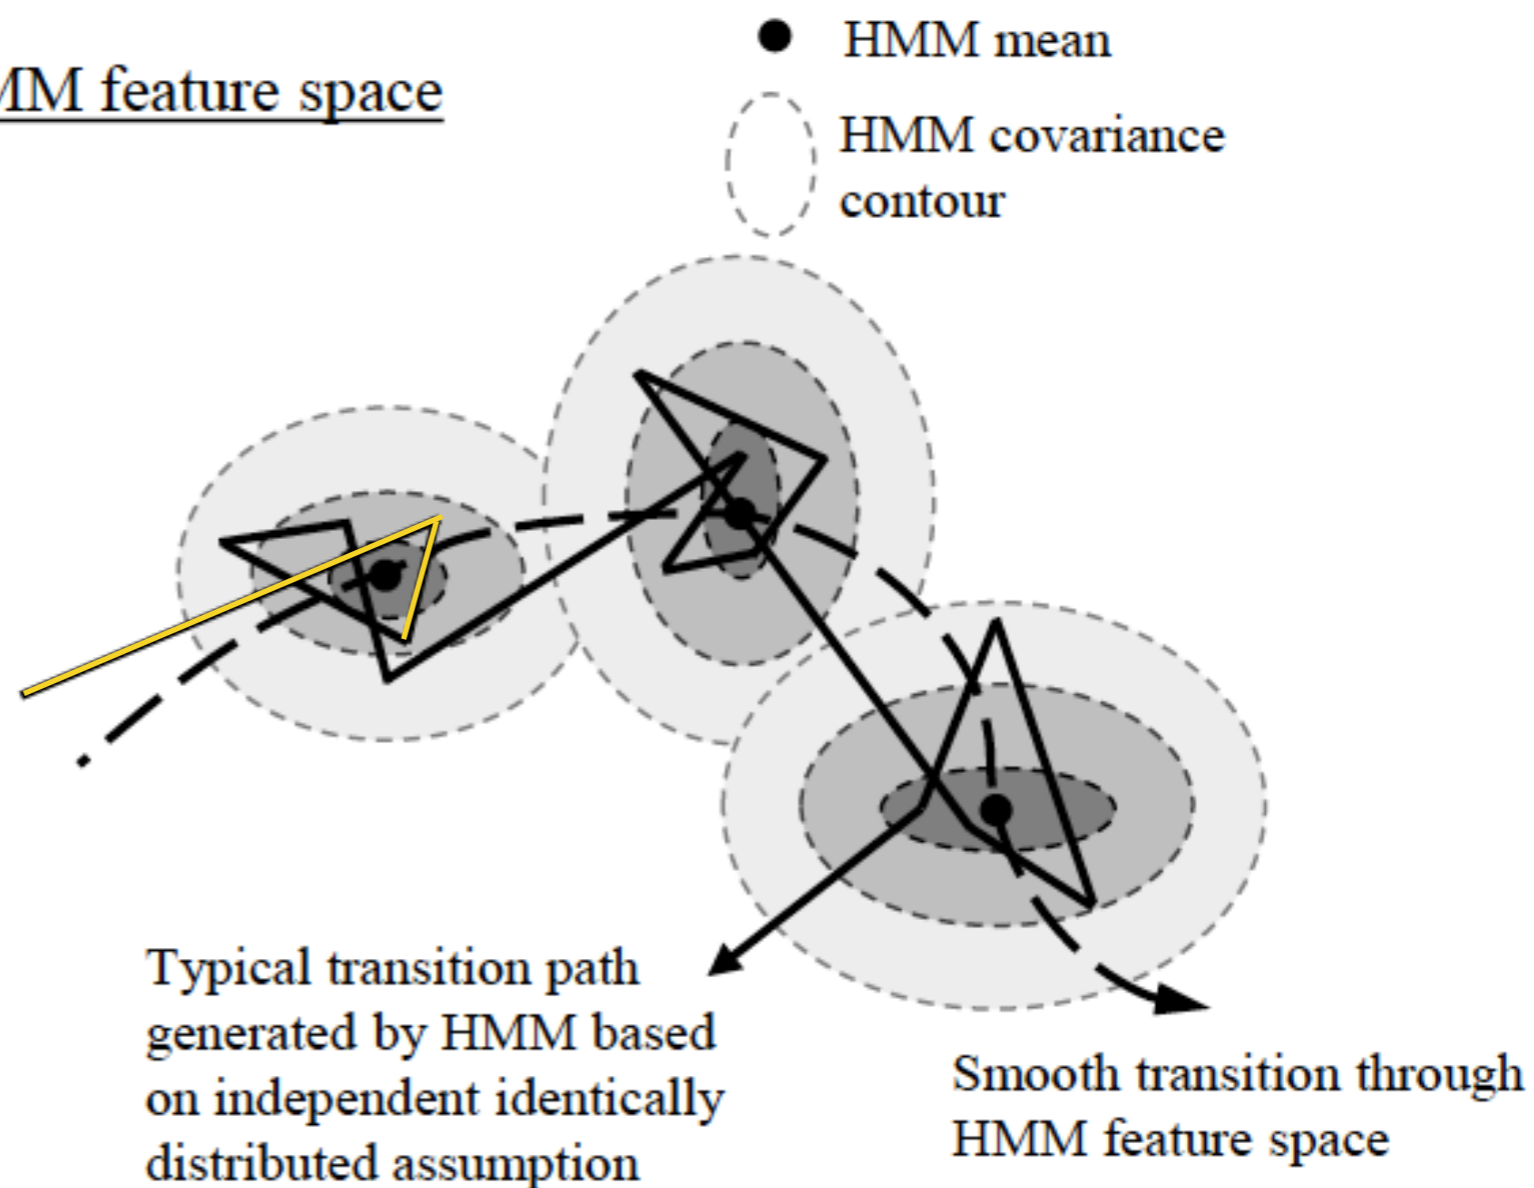 MM feature space
HMM mean
HMM covariance
contour
Typical transition path
generated by HMM based
on independent identically
distributed assumption
Smooth transition through
HMM feature space